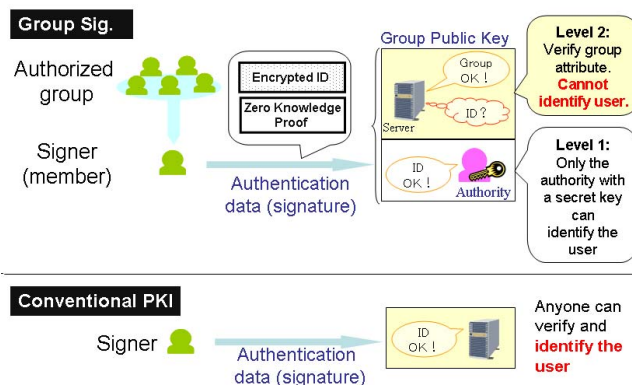 Group Sig.
Authorized
group
Signer
(member)
Encrypted ID
Zero Knowledge
Proof
Authentication
data (signature)
Group Public Key
Group
OK !
ID ?
Server
ID
OK !
Authority
Level 2:
Verify group
attribute.
Cannot
identify user.
Level 1:
Only the
authority with
a secret key
can
identify the
user
Conventional PKI
Signer
Authentication
data (signature)
ID
OK !
Anyone can
verify and
identify the
user